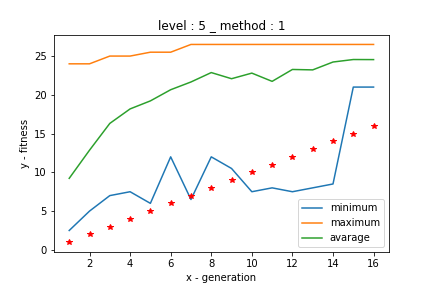 level : 5 _ method : 1
25
20
15
10
5
0
y - fitness
2 4 6 8 10 12 14 16
x - generation
minimum
maximum
avarage